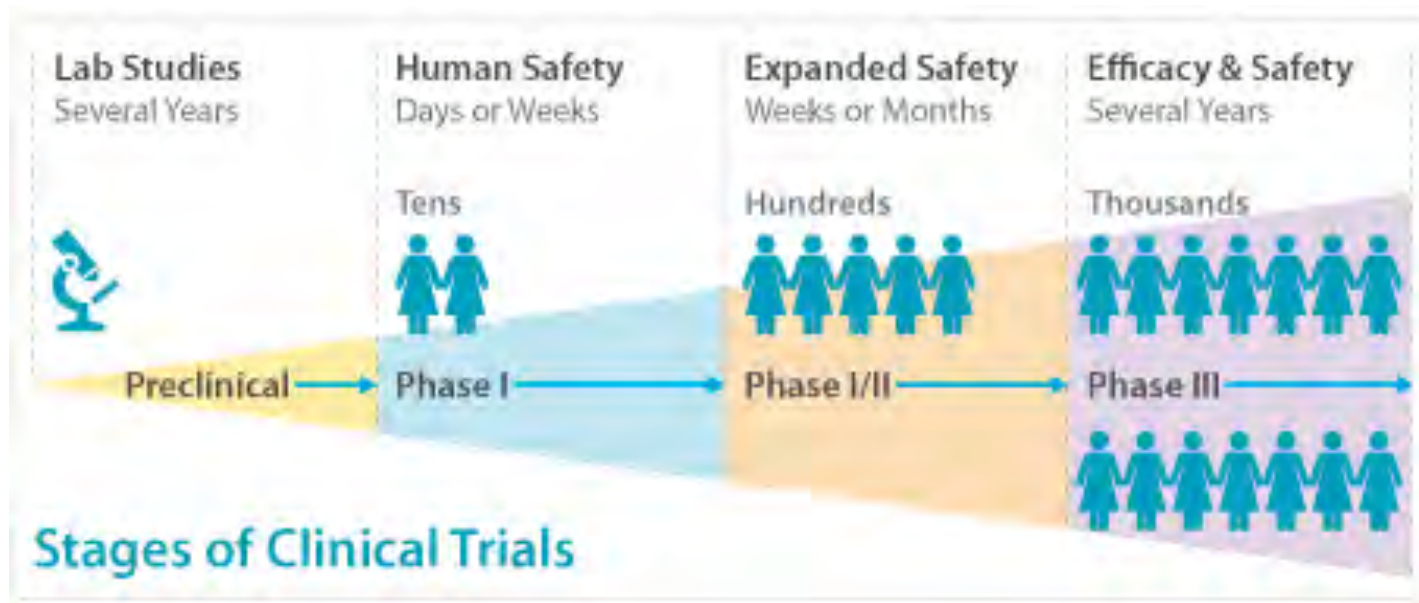 Lab Studies
Several Years
Human Safety
Days or Weeks
Expanded Safety
Weeks or Months
Efficacy & Safety
Several Years
Tens
Hundreds
Thousands
Preclinical
Phase I
Phase I/II
Phase III
Stages of Clinical Trials